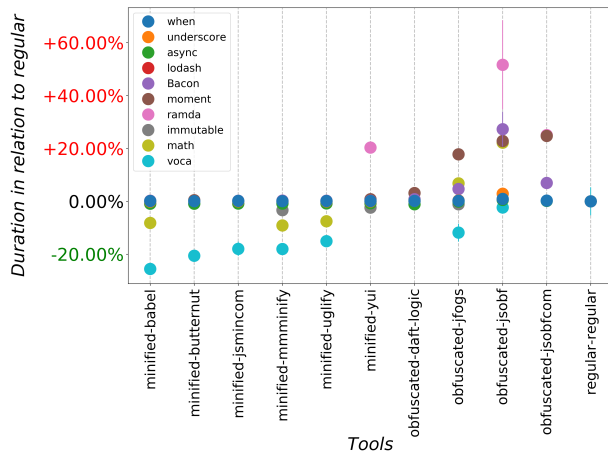 Duration in relation to regular
+60.00%
+40.00%
+20.00%
0.00%
-20.00%
when
underscore
async
lodash
Bacon
moment
ramda
immutable
math
voca
minified-babel
minified-butternut
minified-jsmincom
minified-mmminify
minified-uglify
minified-yui
obfuscated-daft-logic
obfuscated-jfogs
obfuscated-jsobf
obfuscated-jsobfcom
regular-regular
Tools